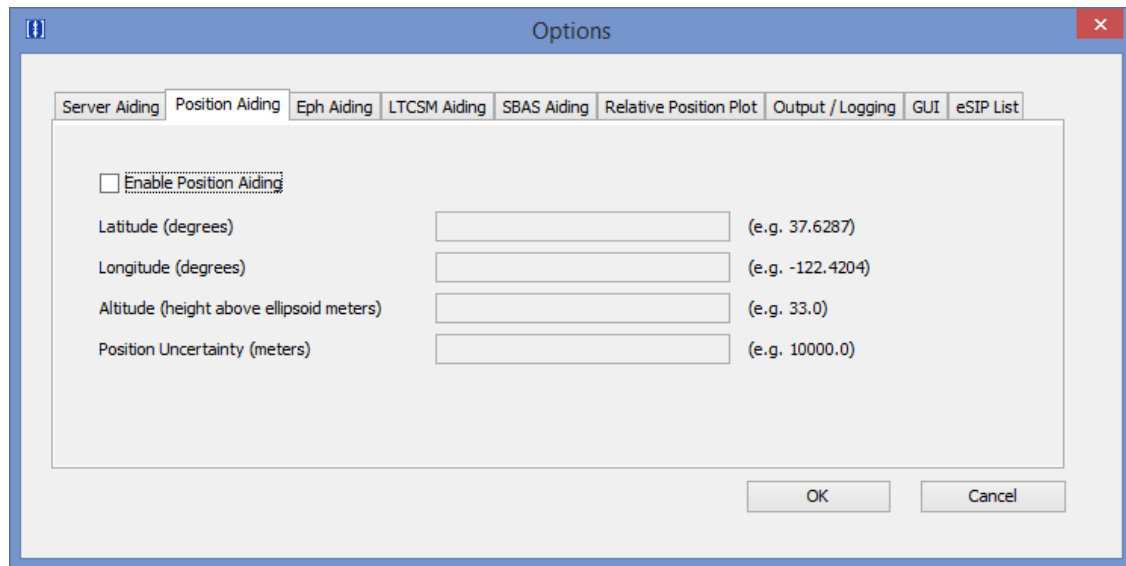 Options
Server Aiding Position Aiding Eph Aiding LTCSM Aiding SBAS Aiding Relative Position Plot Output / Logging GUI eSIP List
Enable Position Aiding
Latitude (degrees) (e.g. 37.6287)
Longitude (degrees) (e.g. -122.4204)
Altitude (height above ellipsoid meters) (e.g. 33.0)
Position Uncertainty (meters) (e.g. 10000.0)
OK Cancel